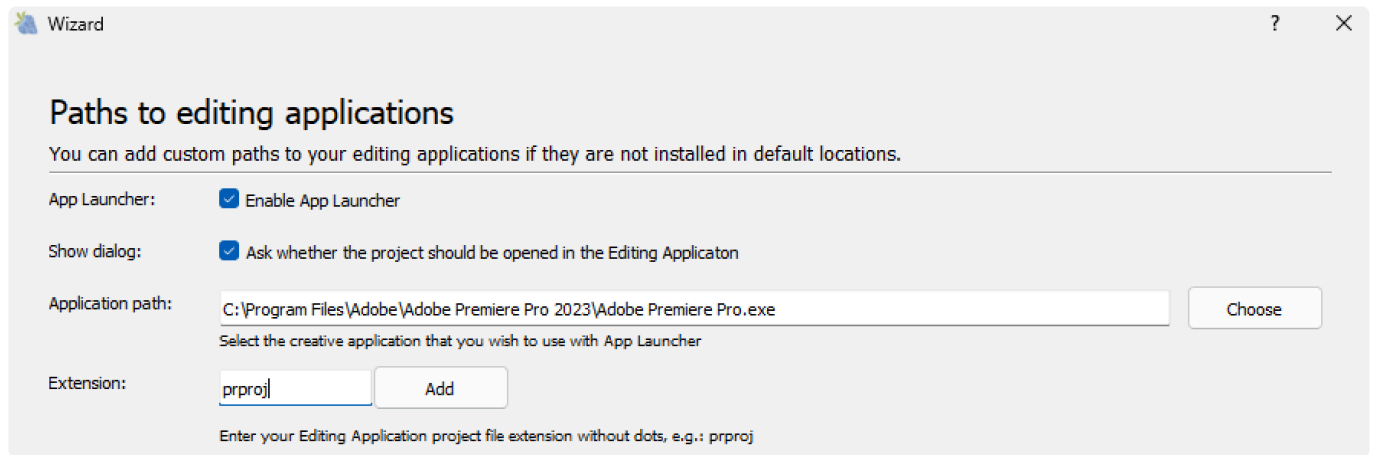 Wizard
?
Paths to editing applications
You can add custom paths to your editing applications if they are not installed in default locations.
App Launcher: Enable App Launcher
Show dialog: Ask whether the project should be opened in the Editing Applicaton
Application path: C:\Program Files\Adobe\Adobe Premiere Pro 2023\Adobe Premiere Pro.exe Choose
Select the creative application that you wish to use with App Launcher
Extension: prproj Add
Enter your Editing Application project file extension without dots, e.g.: prproj